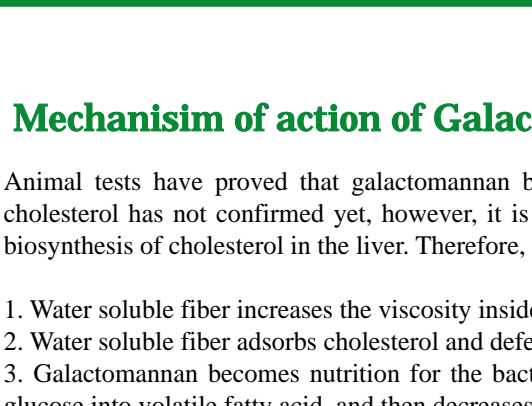 Mechanisim of action of Galac
Animal tests have proved that galactomannan b
cholesterol has not confirmed yet, however, it is
biosynthesis of cholesterol in the liver. Therefore,
1. Water soluble fiber increases the viscosity inside
2. Water soluble fiber adsorbs cholesterol and defe
3. Galactomannan becomes nutrition for the bact
glucose into volatile fatty acid, and then decreases